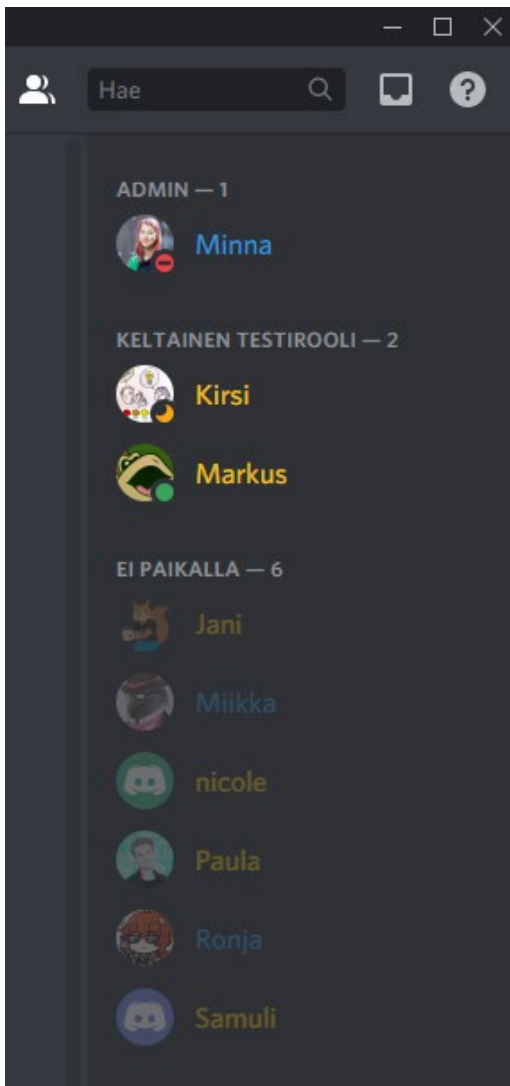 Hae
ADMIN — 1
Minna
KELTAINEN TESTIROOLI — 2
Kirsi
Markus
EI PAIKALLA — 6
Jani
Miikka
nicole
Paula
Ronja
Samuli